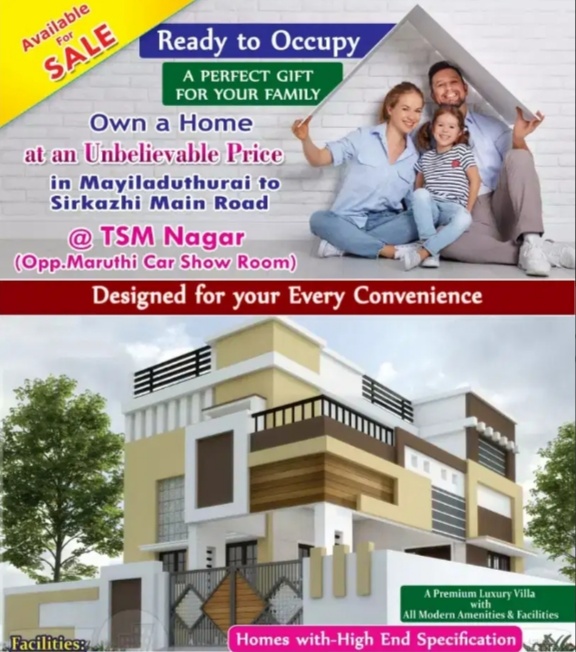 Available
For
SALE
Ready to Occupy
A PERFECT GIFT
FOR YOUR FAMILY
Own a Home
at an Unbelievable Price
in Mayiladuthurai to
Sirkazhi Main Road
@ TSM Nagar
(Opp.Maruthi Car Show Room)
Designed for your Every Convenience
A Premium Luxury Villa
with
All Modern Amenities & Facilities
Homes with-High End Specification
Facilities: